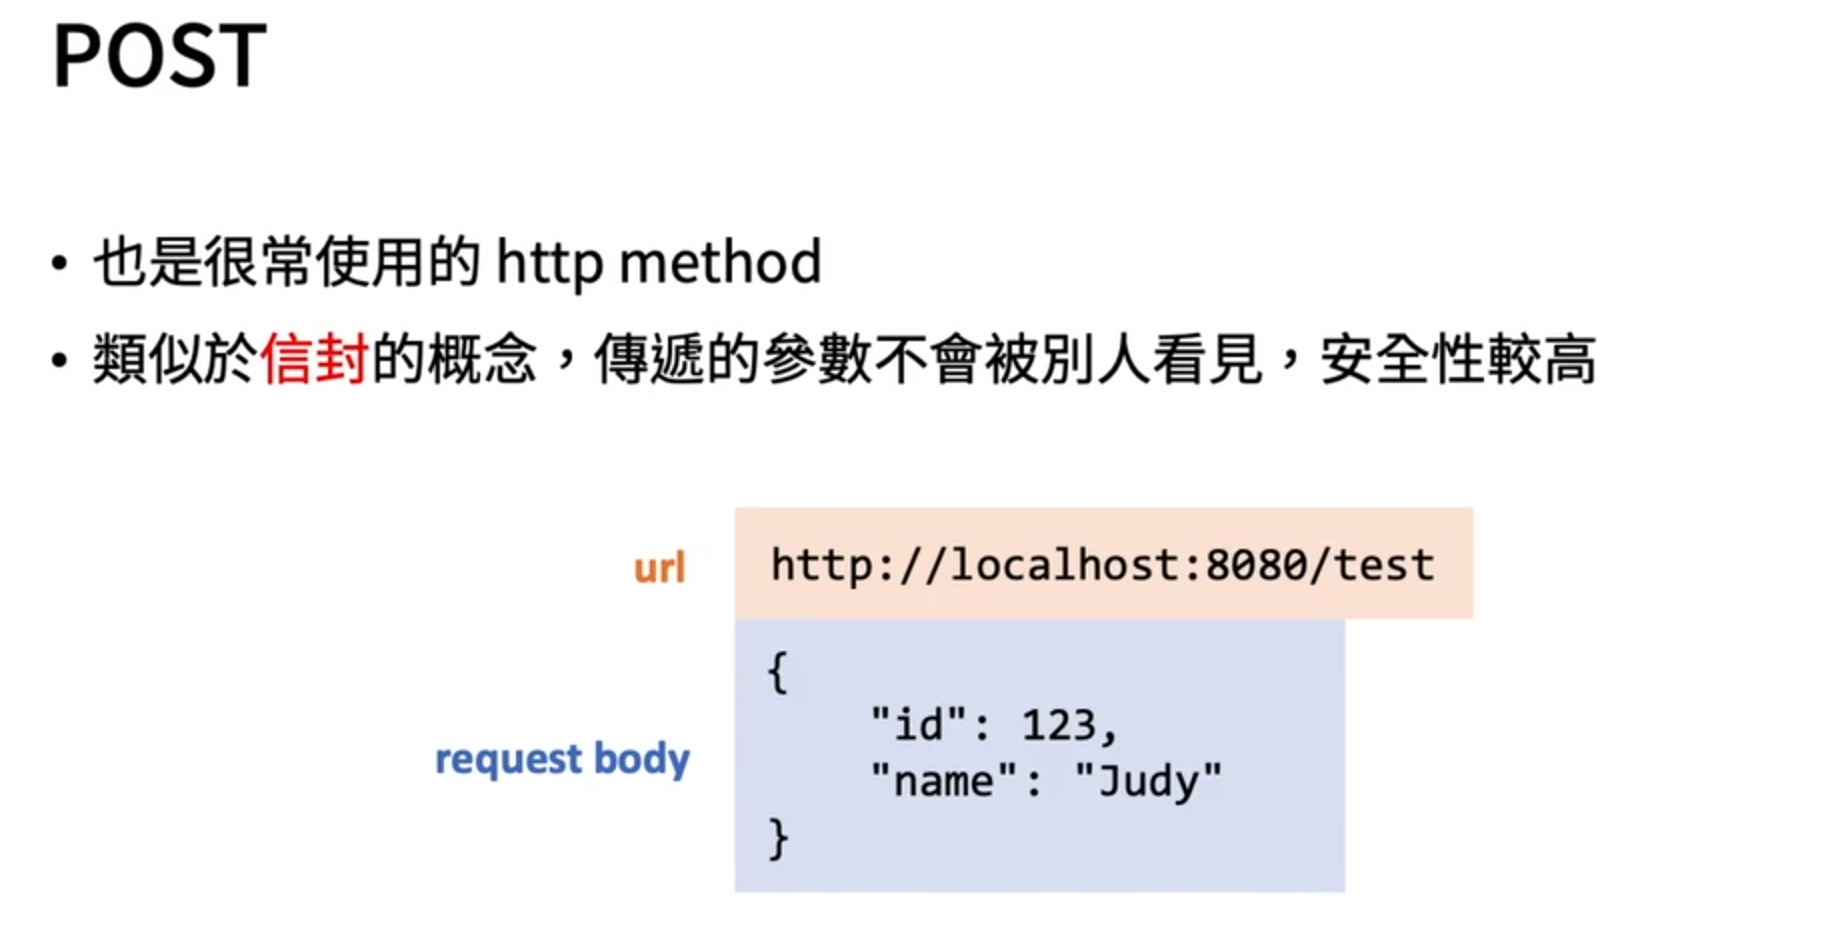 POST
• 也是很常使用的 http method
• 類似於信封的概念，傳遞的參數不會被別人看見，安全性較高
url
http://localhost:8080/test
request body
{
"id": 123,
"name": "Judy"
}